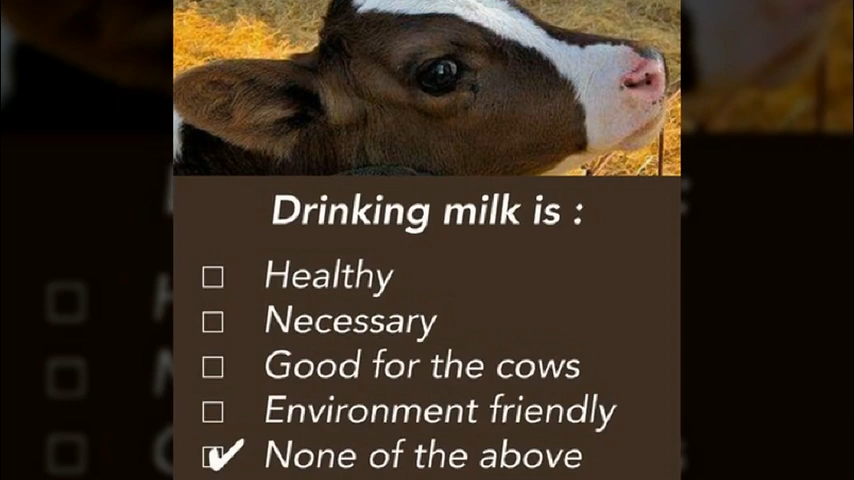 Drinking milk is :
Healthy
Necessary
Good for the cows
Environment friendly
None of the above